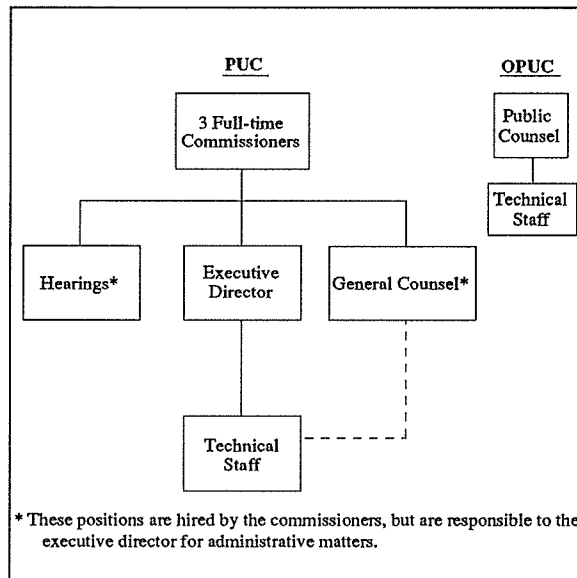 PUC
3 Full-time
Commissioners
Hearings*
Executive
Director
General Counsel*
Technical
Staff
OPUC
Public
Counsel
Technical
Staff
* These positions are hired by the commissioners, but are responsible to the
executive director for administrative matters.